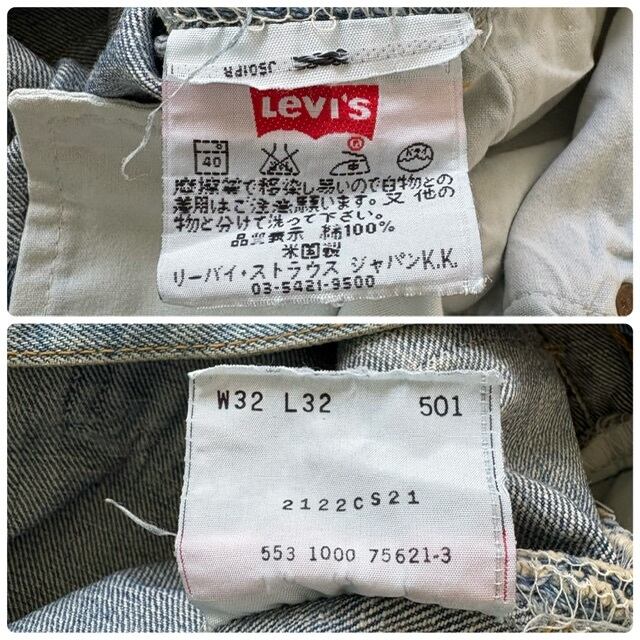 JS01PR
LEVI'S
®
40
ドライ
摩擦等で移染し易いので白物との
着用はご注意願います。又 他の
物と分けて洗って下さい。
品質表示 綿100%
米国製
リーバイ・ストラウス ジャパンK.K.
03-5421-9500
W32 L32 501
2122CS21
553 1000 75621-3